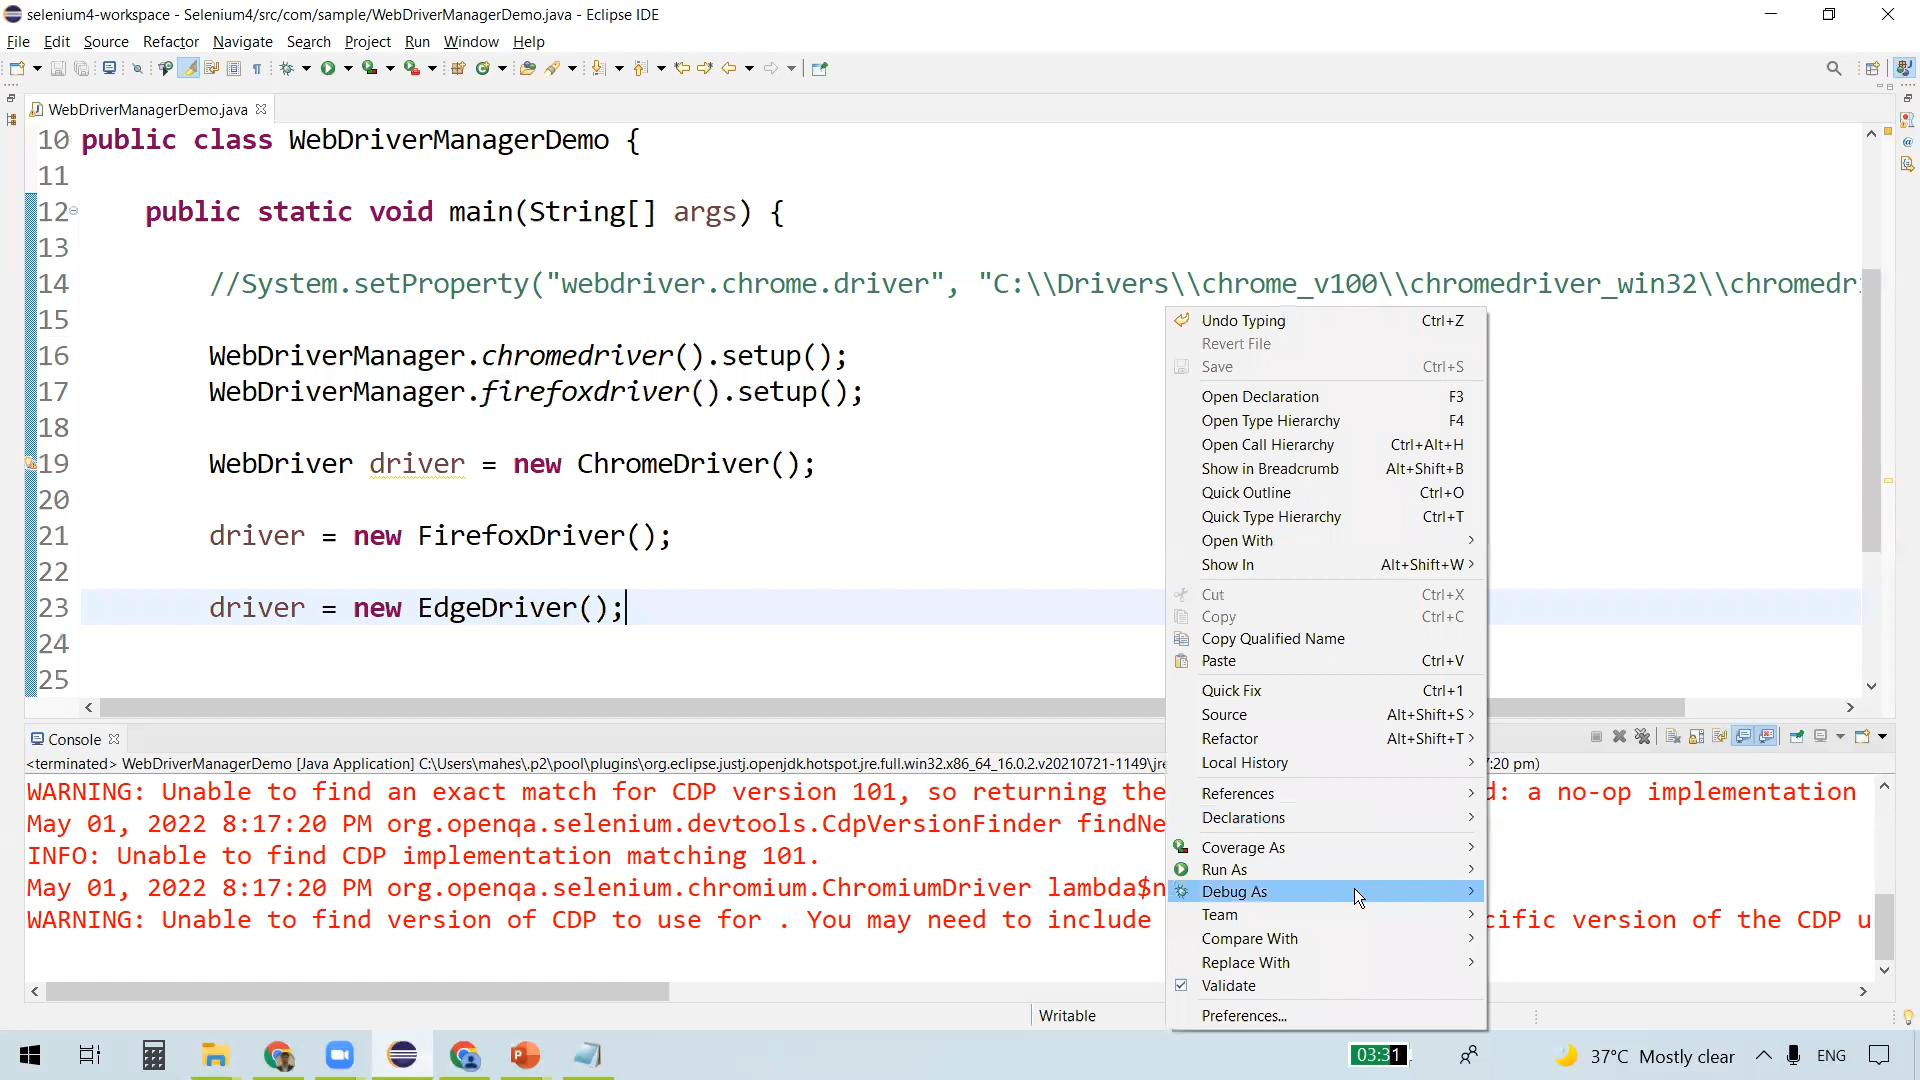 selenium4-workspace - Selenium4/src/com/sample/WebDriverManagerDemo.java - Eclipse IDE
File Edit Source Refactor Navigate Search Project Run Window Help
WebDriverManagerDemo.java
10 public class WebDriverManagerDemo {
11
12 public static void main(String[] args) {
13
14 //System.setProperty("webdriver.chrome.driver", "C:\\Drivers\\chrome_v100\\chromedriver_win32\\chromedr
15
16 WebDriverManager.chromedriver().setup();
17 WebDriverManager.firefoxdriver().setup();
18
19 WebDriver driver = new ChromeDriver();
20
21 driver = new FirefoxDriver();
22
23 driver = new EdgeDriver();
24
25
Undo Typing Ctrl+Z
Revert File
Save Ctrl+S
Open Declaration F3
Open Type Hierarchy F4
Open Call Hierarchy Ctrl+Alt+H
Show in Breadcrumb Alt+Shift+B
Quick Outline Ctrl+O
Quick Type Hierarchy Ctrl+T
Open With
Show In Alt+Shift+W
Cut Ctrl+X
Copy Ctrl+C
Copy Qualified Name
Paste Ctrl+V
Quick Fix Ctrl+1
Source Alt+Shift+S
Refactor Alt+Shift+T
Local History
References
Declarations
Coverage As
Run As
Debug As
Team
Compare With
Replace With
Validate
Preferences...
Console
<terminated> WebDriverManagerDemo [Java Application] C:\Users\mahes\.p2\pool\plugins\org.eclipse.justj.openjdk.hotspot.jre.full.win32.x86_64_16.0.2.v20210721-1149\jre :20 pm)
WARNING: Unable to find an exact match for CDP version 101, so returning the d: a no-op implementation
May 01, 2022 8:17:20 PM org.openqa.selenium.devtools.CdpVersionFinder findNe
INFO: Unable to find CDP implementation matching 101.
May 01, 2022 8:17:20 PM org.openqa.selenium.chromium.ChromiumDriver lambda$n
WARNING: Unable to find version of CDP to use for . You may need to include cific version of the CDP u
Writable
03:31
37°C Mostly clear
ENG